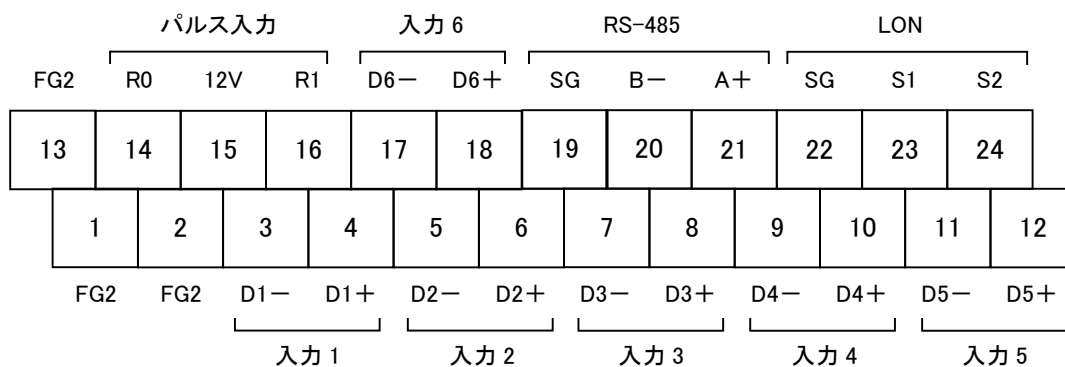 パルス入力 入力 6 RS-485 LON
FG2 R0 12V R1 D6－ D6＋ SG B－ A＋ SG S1 S2
13 14 15 16 17 18 19 20 21 22 23 24
1 2 3 4 5 6 7 8 9 10 11 12
FG2 FG2 D1－ D1＋ D2－ D2＋ D3－ D3＋ D4－ D4＋ D5－ D5＋
入力 1 入力 2 入力 3 入力 4 入力 5